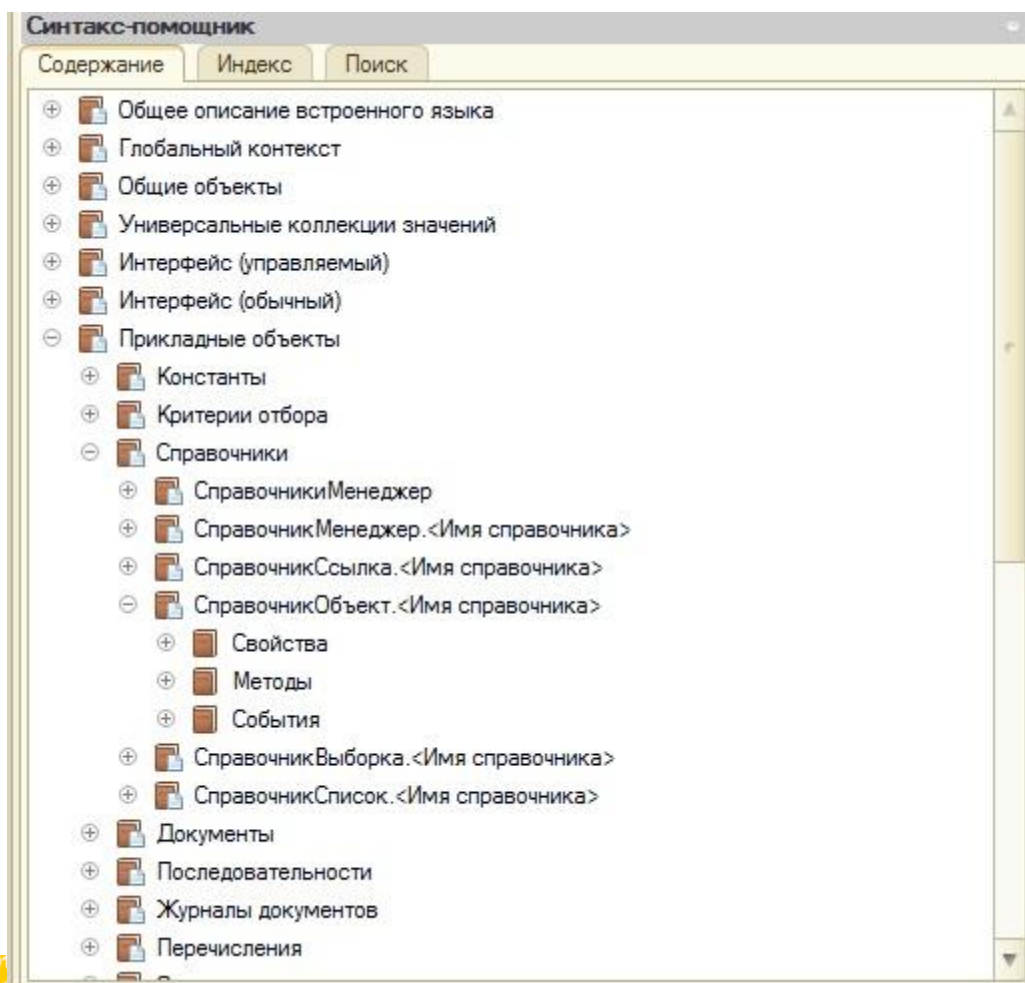 Синтакс-помощник
Содержание Индекс Поиск
Общее описание встроенного языка
Глобальный контекст
Общие объекты
Универсальные коллекции значений
Интерфейс (управляемый)
Интерфейс (обычный)
Прикладные объекты
Константы
Критерии отбора
Справочники
СправочникиМенеджер
СправочникМенеджер.<Имя справочника>
СправочникСсылка.<Имя справочника>
СправочникОбъект.<Имя справочника>
Свойства
Методы
События
СправочникВыборка.<Имя справочника>
СправочникСписок.<Имя справочника>
Документы
Последовательности
Журналы документов
Перечисления